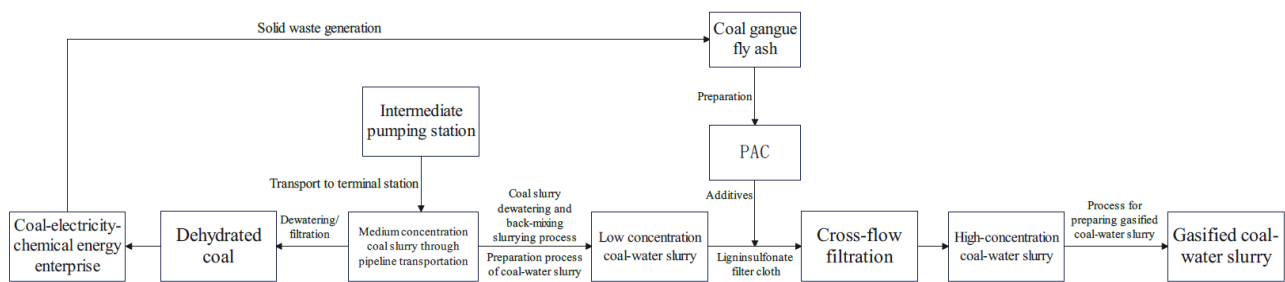 Solid waste generation
Coal gangue
fly ash
Preparation
Intermediate
pumping station
PAC
Transport to terminal station
Additives
Coal-electricity-
chemical energy
enterprise
Dehydrated
coal
Dewatering/
filtration
Medium concentration
coal slurry through
pipeline transportation
Coal slurry
dewatering and
back-mixing
slurrying process
Preparation process
of coal-water slurry
Low concentration
coal-water slurry
Ligninsulfonate
filter cloth
Cross-flow
filtration
High-concentration
coal-water slurry
Process for
preparing gasified
coal-water slurry
Gasified coal-
water slurry